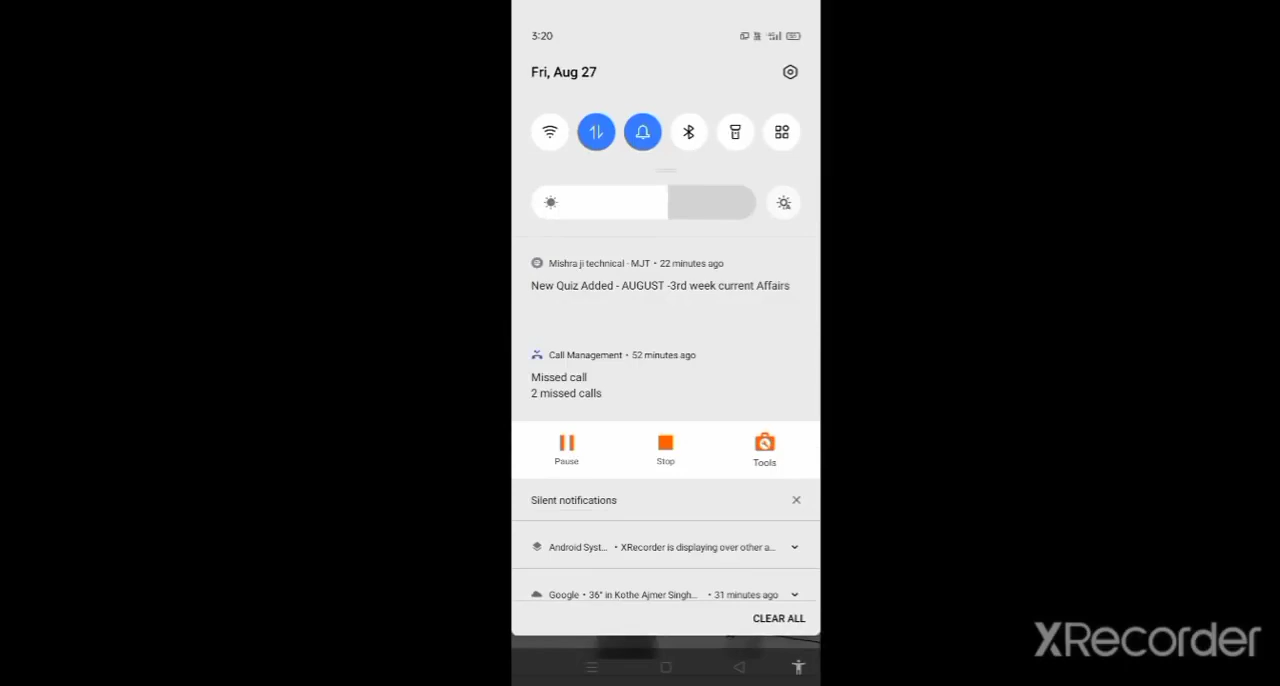 3:20
Fri, Aug 27
Mishra ji technical - MJT • 22 minutes ago
New Quiz Added - AUGUST -3rd week current Affairs
Call Management • 52 minutes ago
Missed call
2 missed calls
Pause
Stop
Tools
Silent notifications
Android Syst... • XRecorder is displaying over other a...
Google • 36° in Kothe Ajmer Singh... • 31 minutes ago
CLEAR ALL
XRecorder